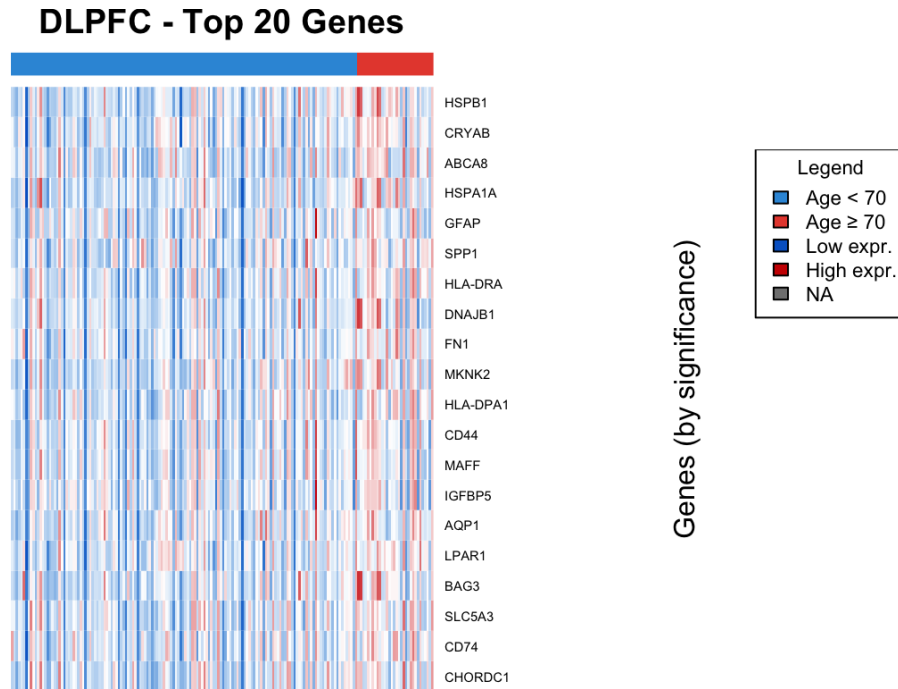 DLPFC - Top 20 Genes
HSPB1
CRYAB
ABCA8
HSPA1A
GFAP
SPP1
HLA-DRA
DNAJB1
FN1
MKNK2
HLA-DPA1
CD44
MAFF
IGFBP5
AQP1
LPAR1
BAG3
SLC5A3
CD74
CHORDC1
Genes (by significance)
Legend
Age < 70
Age ≥ 70
Low expr.
High expr.
NA